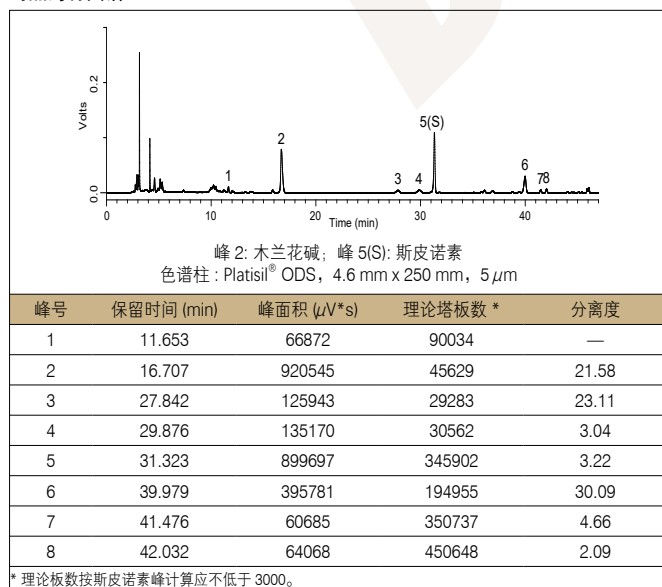 0.2
Volts
0.0
1
2
3
4
5(S)
6
7 8
0
10
20
30
40
Time (min)
峰 2: 木兰花碱；峰 5(S): 斯皮诺素
色谱柱 : Platisil® ODS，4.6 mm x 250 mm，5 μm
峰号 保留时间 (min) 峰面积 (μV*s) 理论塔板数 * 分离度
1 11.653 66872 90034 —
2 16.707 920545 45629 21.58
3 27.842 125943 29283 23.11
4 29.876 135170 30562 3.04
5 31.323 899697 345902 3.22
6 39.979 395781 194955 30.09
7 41.476 60685 350737 4.66
8 42.032 64068 450648 2.09
* 理论板数按斯皮诺素峰计算应不低于 3000。